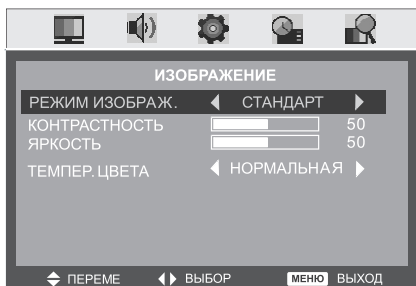 ИЗОБРАЖЕНИЕ
РЕЖИМ ИЗОБРАЖ. СТАНДАРТ
КОНТРАСТНОСТЬ 50
ЯРКОСТЬ 50
ТЕМПЕР. ЦВЕТА НОРМАЛЬНАЯ
ПЕРЕМЕ ВЫБОР МЕНЮ ВЫХОД